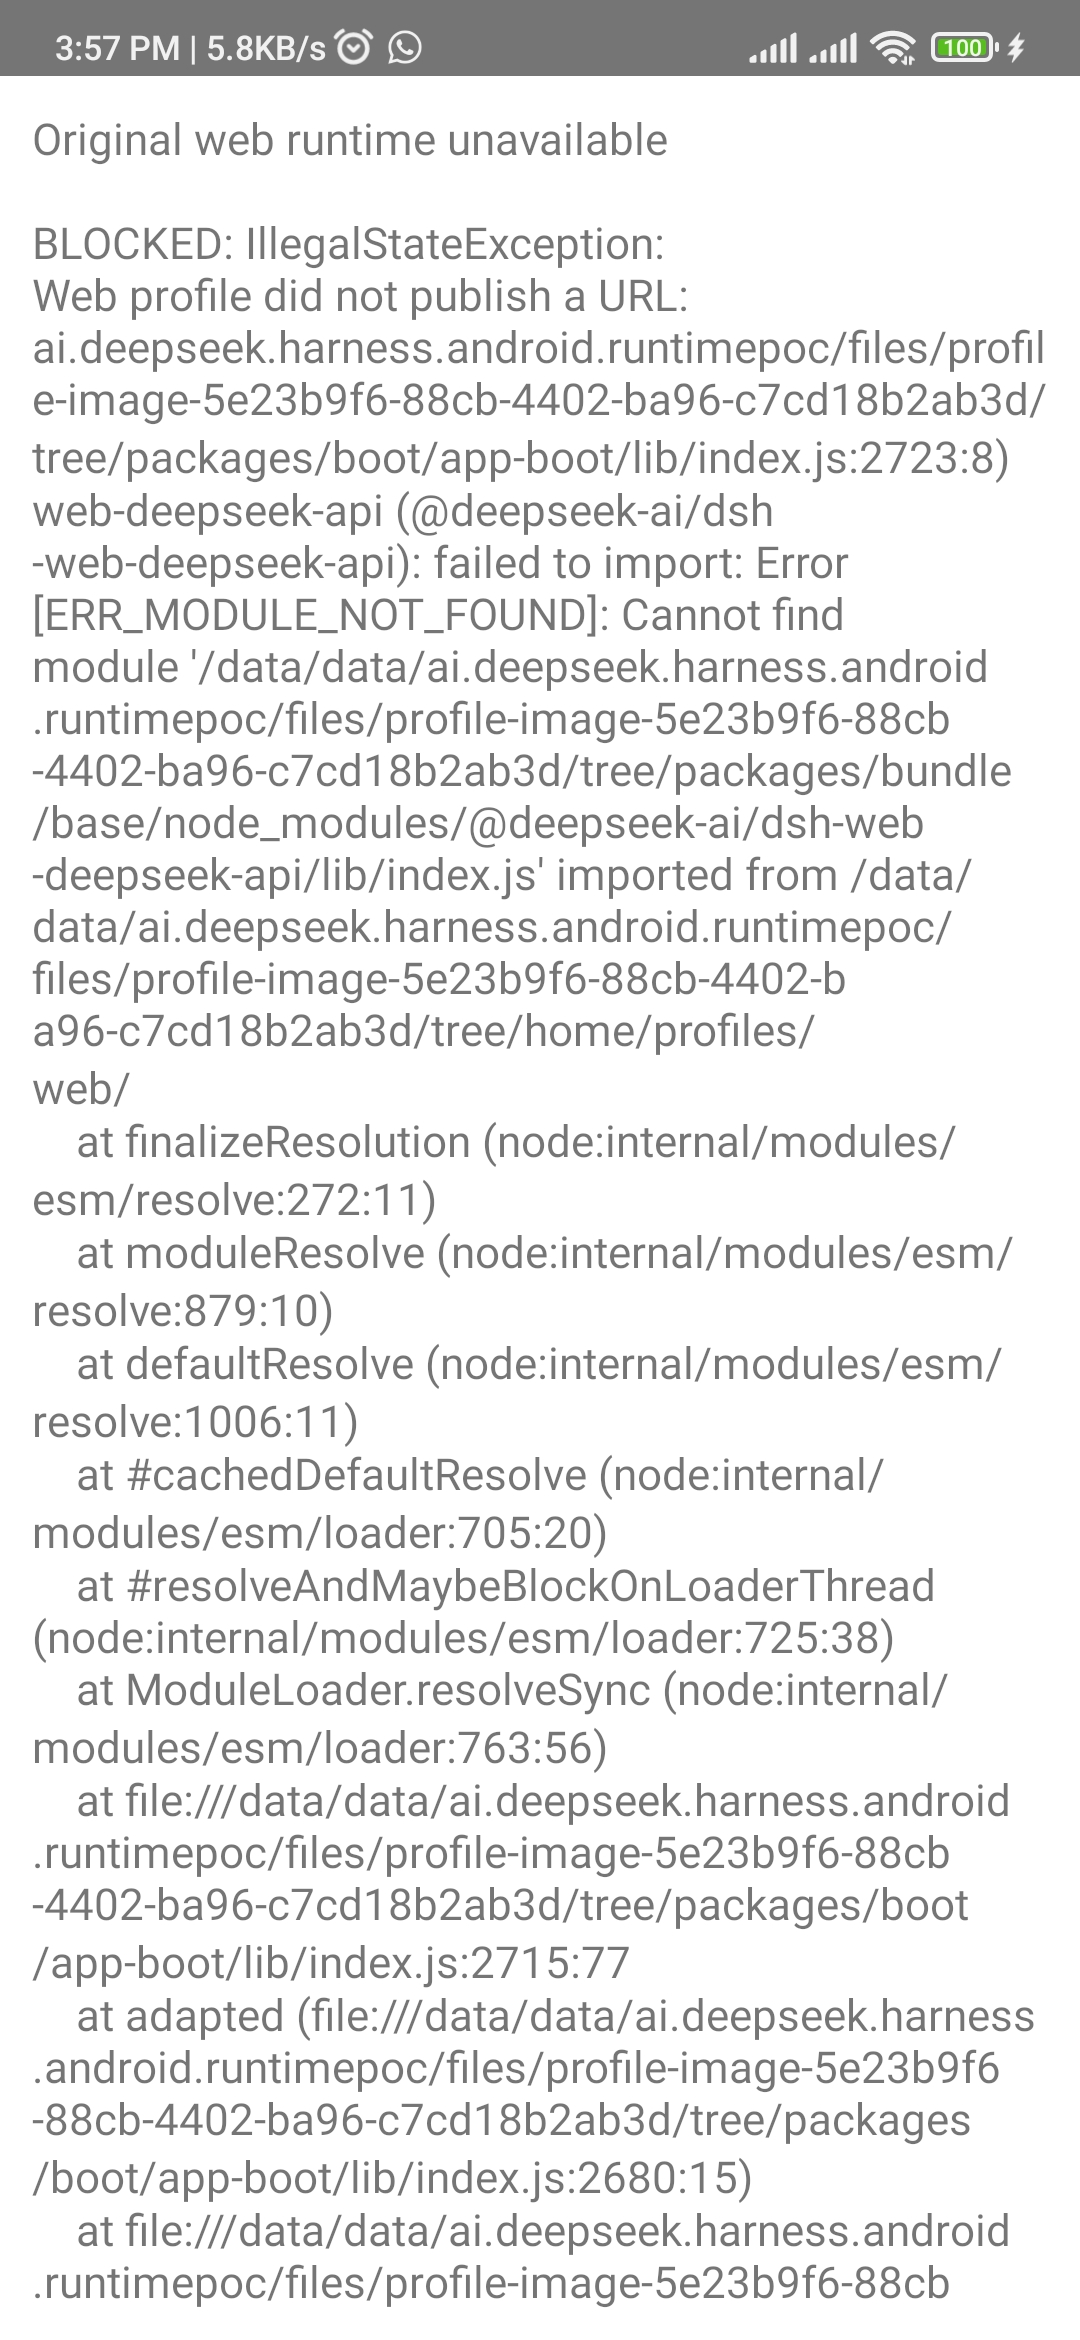 3:57 PM | 5.8KB/s
100
Original web runtime unavailable
BLOCKED: IllegalStateException:
Web profile did not publish a URL:
ai.deepseek.harness.android.runtimepoc/files/profil
e-image-5e23b9f6-88cb-4402-ba96-c7cd18b2ab3d/
tree/packages/boot/app-boot/lib/index.js:2723:8)
web-deepseek-api (@deepseek-ai/dsh
-web-deepseek-api): failed to import: Error
[ERR_MODULE_NOT_FOUND]: Cannot find
module '/data/data/ai.deepseek.harness.android
.runtimepoc/files/profile-image-5e23b9f6-88cb
-4402-ba96-c7cd18b2ab3d/tree/packages/bundle
/base/node_modules/@deepseek-ai/dsh-web
-deepseek-api/lib/index.js' imported from /data/
data/ai.deepseek.harness.android.runtimepoc/
files/profile-image-5e23b9f6-88cb-4402-b
a96-c7cd18b2ab3d/tree/home/profiles/
web/
at finalizeResolution (node:internal/modules/
esm/resolve:272:11)
at moduleResolve (node:internal/modules/esm/
resolve:879:10)
at defaultResolve (node:internal/modules/esm/
resolve:1006:11)
at #cachedDefaultResolve (node:internal/
modules/esm/loader:705:20)
at #resolveAndMaybeBlockOnLoaderThread
(node:internal/modules/esm/loader:725:38)
at ModuleLoader.resolveSync (node:internal/
modules/esm/loader:763:56)
at file:///data/data/ai.deepseek.harness.android
.runtimepoc/files/profile-image-5e23b9f6-88cb
-4402-ba96-c7cd18b2ab3d/tree/packages/boot
/app-boot/lib/index.js:2715:77
at adapted (file:///data/data/ai.deepseek.harness
.android.runtimepoc/files/profile-image-5e23b9f6
-88cb-4402-ba96-c7cd18b2ab3d/tree/packages
/boot/app-boot/lib/index.js:2680:15)
at file:///data/data/ai.deepseek.harness.android
.runtimepoc/files/profile-image-5e23b9f6-88cb